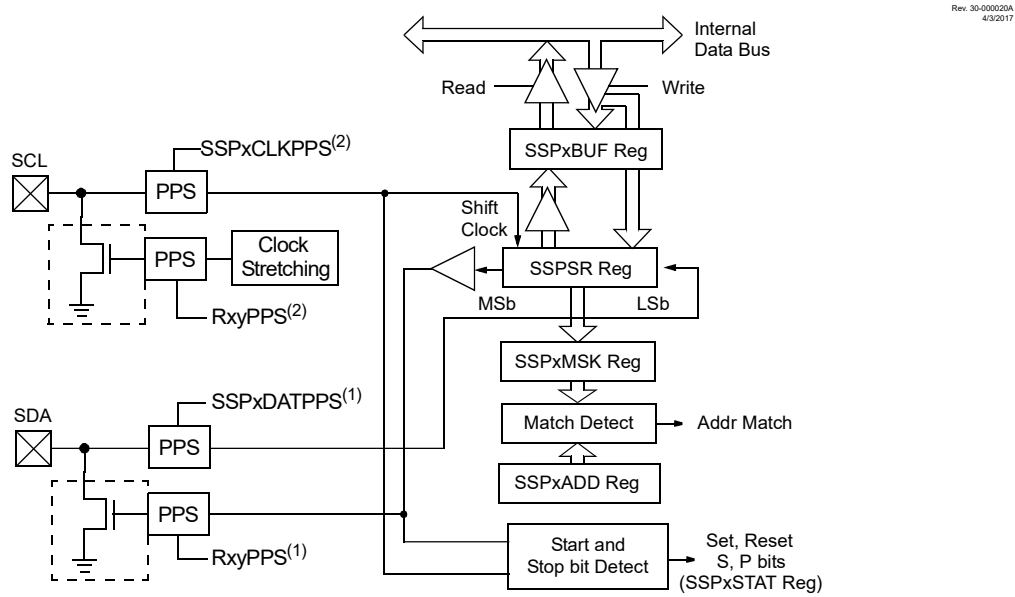 Rev. 30-000020A
4/3/2017
Internal
Data Bus
Read
Write
SSPxBUF Reg
SSPxCLKPPS(2)
SCL
PPS
Shift
Clock
PPS
Clock
Stretching
SSPSR Reg
MSb
LSb
RxyPPS(2)
SSPxMSK Reg
SSPxDATPPS(1)
SDA
PPS
Match Detect
Addr Match
SSPxADD Reg
PPS
RxyPPS(1)
Start and
Stop bit Detect
Set, Reset
S, P bits
(SSPxSTAT Reg)